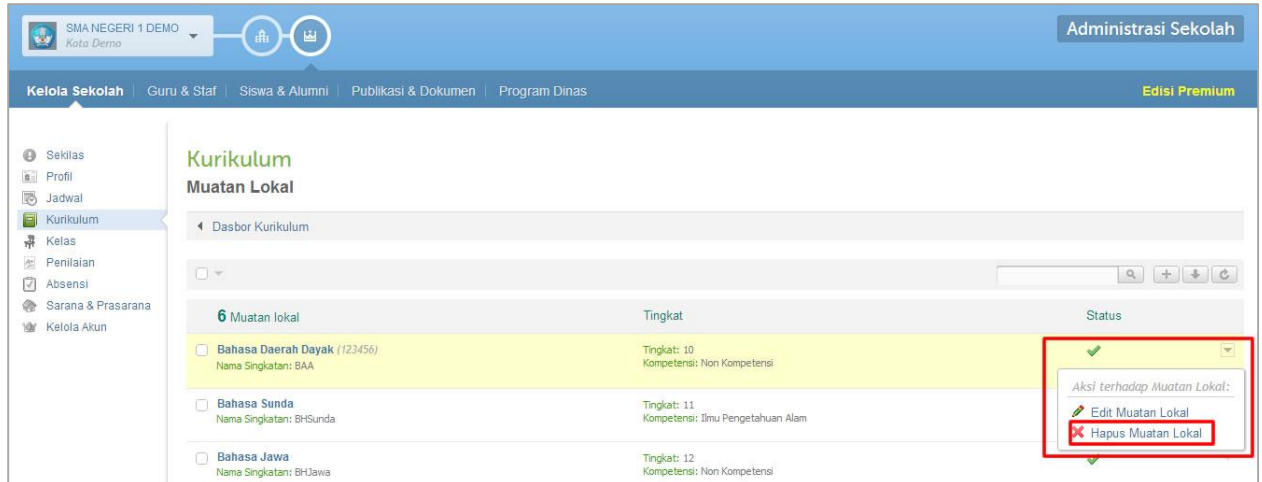 SMA NEGERI 1 DEMO
Kota Demo
Administrasi Sekolah
Kelola Sekolah
Guru & Staf
Siswa & Alumni
Publikasi & Dokumen
Program Dinas
Edisi Premium
Sekilas
Profil
Jadwal
Kurikulum
Kelas
Penilaian
Absensi
Sarana & Prasarana
Kelola Akun
Kurikulum
Muatan Lokal
Dasbor Kurikulum
6 Muatan lokal
Tingkat
Status
Bahasa Daerah Dayak (123456)
Nama Singkatan: BAA
Tingkat: 10
Kompetensi: Non Kompetensi
Bahasa Sunda
Nama Singkatan: BHSunda
Tingkat: 11
Kompetensi: Ilmu Pengetahuan Alam
Bahasa Jawa
Nama Singkatan: BHJawa
Tingkat: 12
Kompetensi: Non Kompetensi
Aksi terhadap Muatan Lokal:
Edit Muatan Lokal
Hapus Muatan Lokal